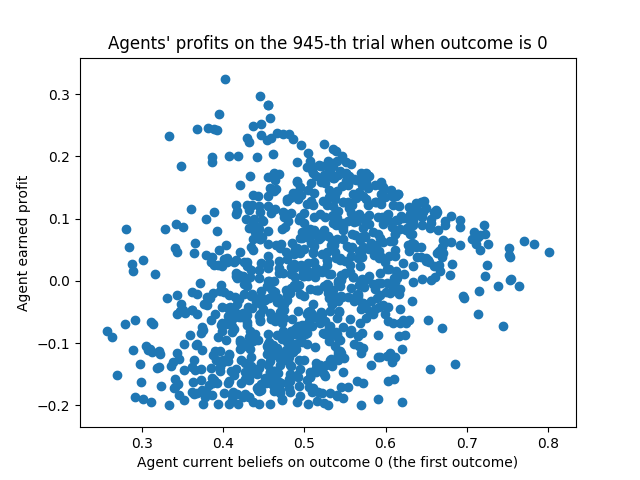 Agents' profits on the 945-th trial when outcome is 0
0.3
0.2
0.1
0.0
−0.1
−0.2
Agent earned profit
0.3 0.4 0.5 0.6 0.7 0.8
Agent current beliefs on outcome 0 (the first outcome)